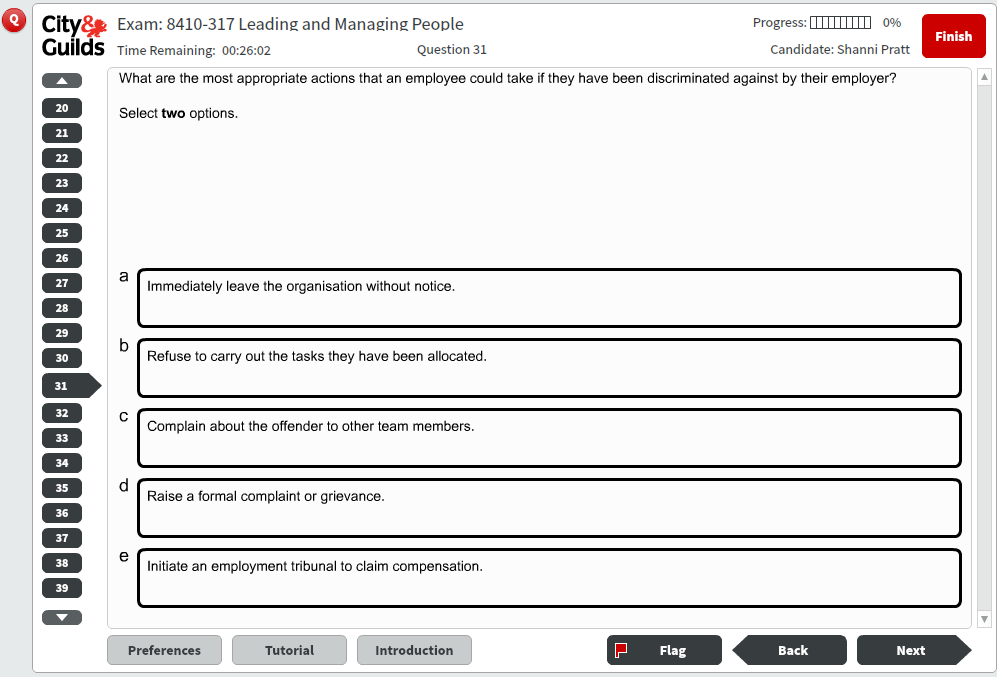 Q
City&
Guilds
Exam: 8410-317 Leading and Managing People
Time Remaining: 00:26:02
Question 31
Progress: 0%
Candidate: Shanni Pratt
Finish
What are the most appropriate actions that an employee could take if they have been discriminated against by their employer?
Select two options.
20
21
22
23
24
25
26
27
28
29
30
31
32
33
34
35
36
37
38
39
a
Immediately leave the organisation without notice.
b
Refuse to carry out the tasks they have been allocated.
c
Complain about the offender to other team members.
d
Raise a formal complaint or grievance.
e
Initiate an employment tribunal to claim compensation.
Preferences
Tutorial
Introduction
Flag
Back
Next